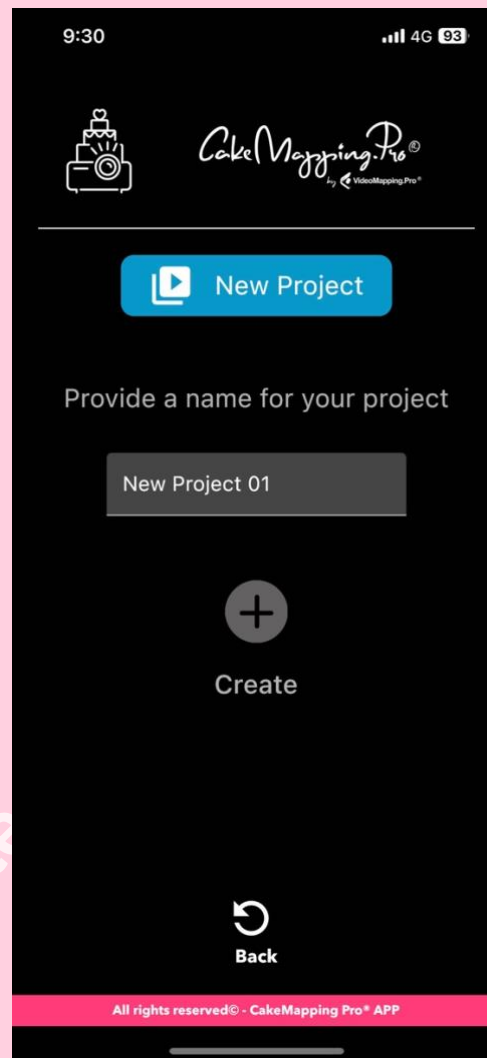 9:30
4G 93
CakeMapping.Pro®
by VideoMapping.Pro®
New Project
Provide a name for your project
New Project 01
Create
Back
All rights reserved© - CakeMapping Pro® APP